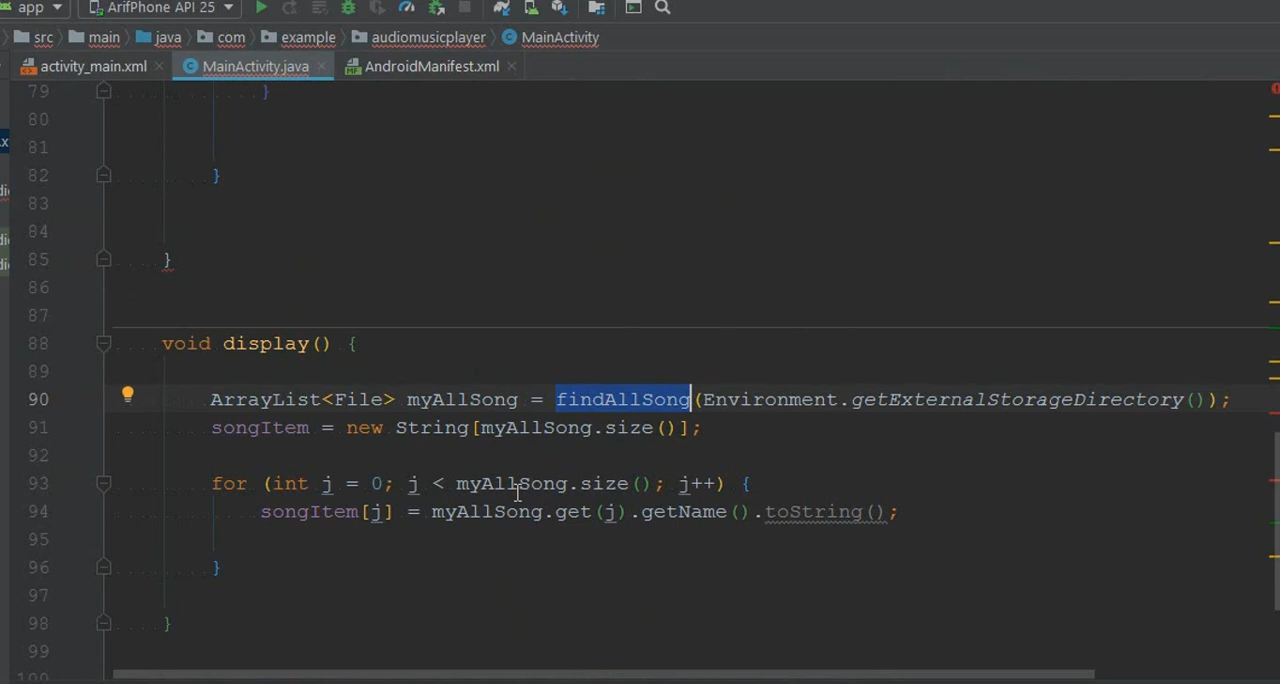 app ArifPhone API 25
src main java com example audiomusicplayer MainActivity
activity_main.xml MainActivity.java AndroidManifest.xml
79 }
80
81
82 }
83
84
85 }
86
87
88 void display() {
89
90 ArrayList<File> myAllSong = findAllSong(Environment.getExternalStorageDirectory());
91 songItem = new String[myAllSong.size()];
92
93 for (int j = 0; j < myAllSong.size(); j++) {
94 songItem[j] = myAllSong.get(j).getName().toString();
95
96 }
97
98 }
99
100